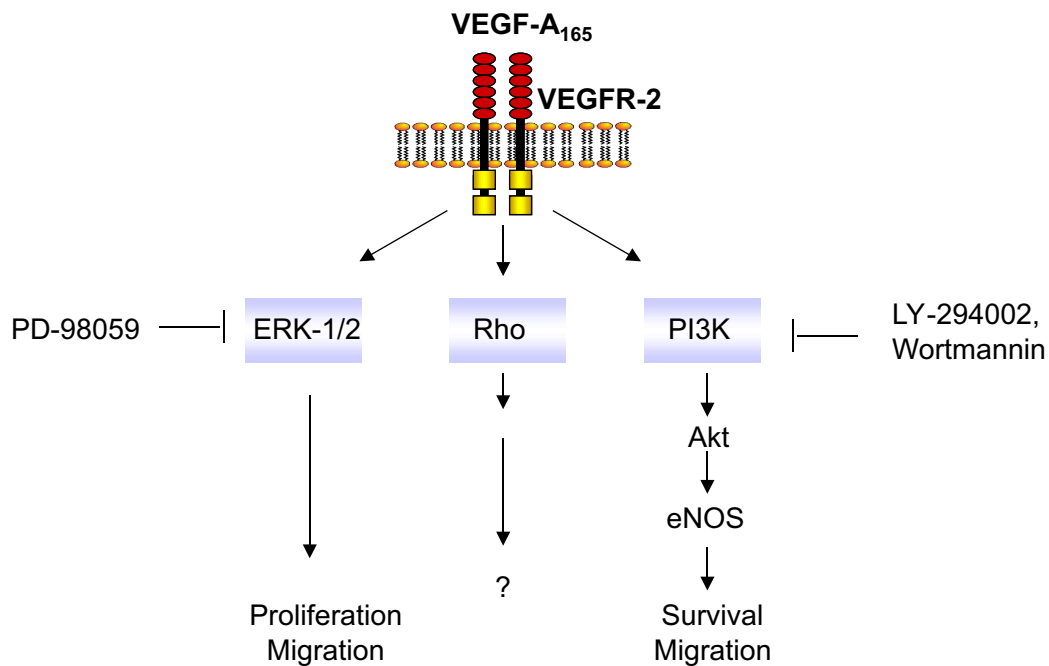 VEGF-A165
VEGFR-2
PD-98059
ERK-1/2
Rho
PI3K
LY-294002,
Wortmannin
Akt
eNOS
?
Proliferation
Migration
Survival
Migration